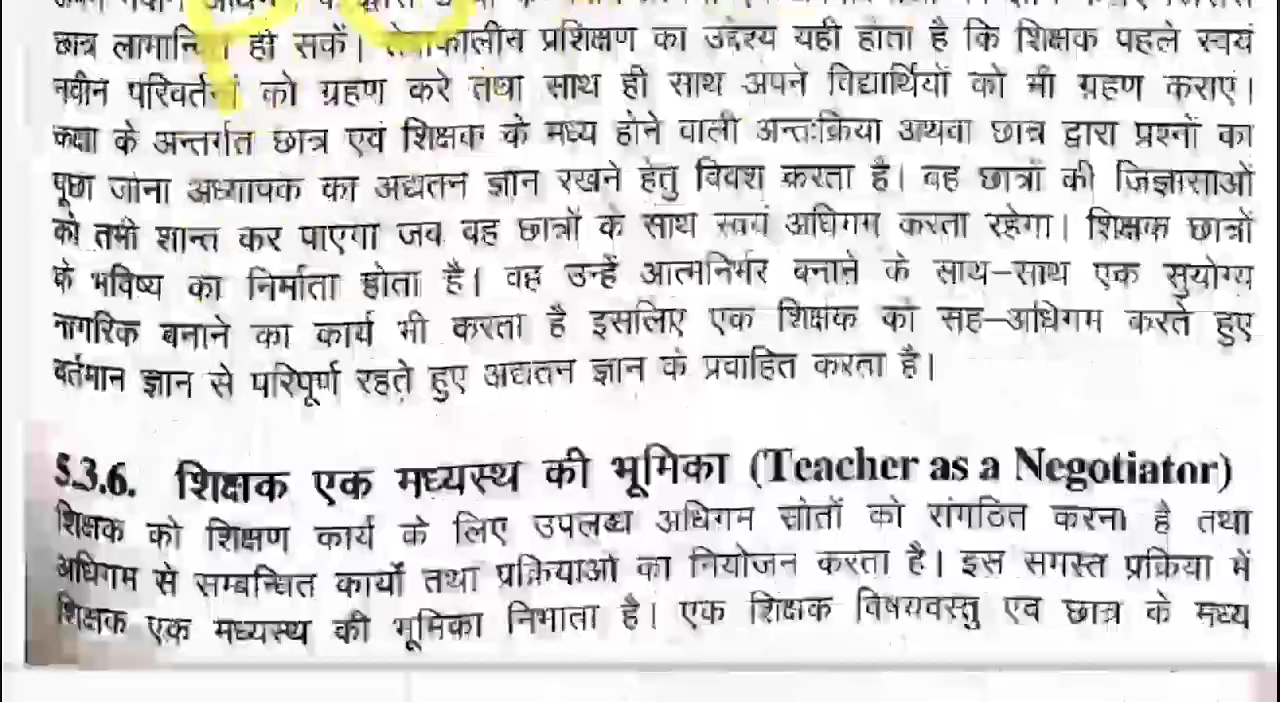 छात्र लाभान्वित हो सकें। सेवाकालीन प्रशिक्षण का उद्देश्य यही होता है कि शिक्षक पहले स्वयं
नवीन परिवर्तनों को ग्रहण करे तथा साथ ही साथ अपने विद्यार्थियों को भी ग्रहण कराएं।
कक्षा के अन्तर्गत छात्र एवं शिक्षक के मध्य होने वाली अन्तःक्रिया अथवा छात्र द्वारा प्रश्नों का
पूछा जाना अध्यापक का अद्यतन ज्ञान रखने हेतु विवश करता है। वह छात्रों की जिज्ञासाओं
को तभी शान्त कर पाएगा जब वह छात्रों के साथ स्वयं अधिगम करता रहेगा। शिक्षक छात्रों
के भविष्य का निर्माता होता है। वह उन्हें आत्मनिर्भर बनाने के साथ–साथ एक सुयोग्य
नागरिक बनाने का कार्य भी करता है इसलिए एक शिक्षक को सह–अधिगम करते हुए
वर्तमान ज्ञान से परिपूर्ण रहते हुए अद्यतन ज्ञान के प्रवाहित करता है।
5.3.6. शिक्षक एक मध्यस्थ की भूमिका (Teacher as a Negotiator)
शिक्षक को शिक्षण कार्य के लिए उपलब्ध अधिगम स्रोतों को संगठित करना है तथा
अधिगम से सम्बन्धित कार्यों तथा प्रक्रियाओं का नियोजन करता है। इस समस्त प्रक्रिया में
शिक्षक एक मध्यस्थ की भूमिका निभाता है। एक शिक्षक विषयवस्तु एवं छात्र के मध्य